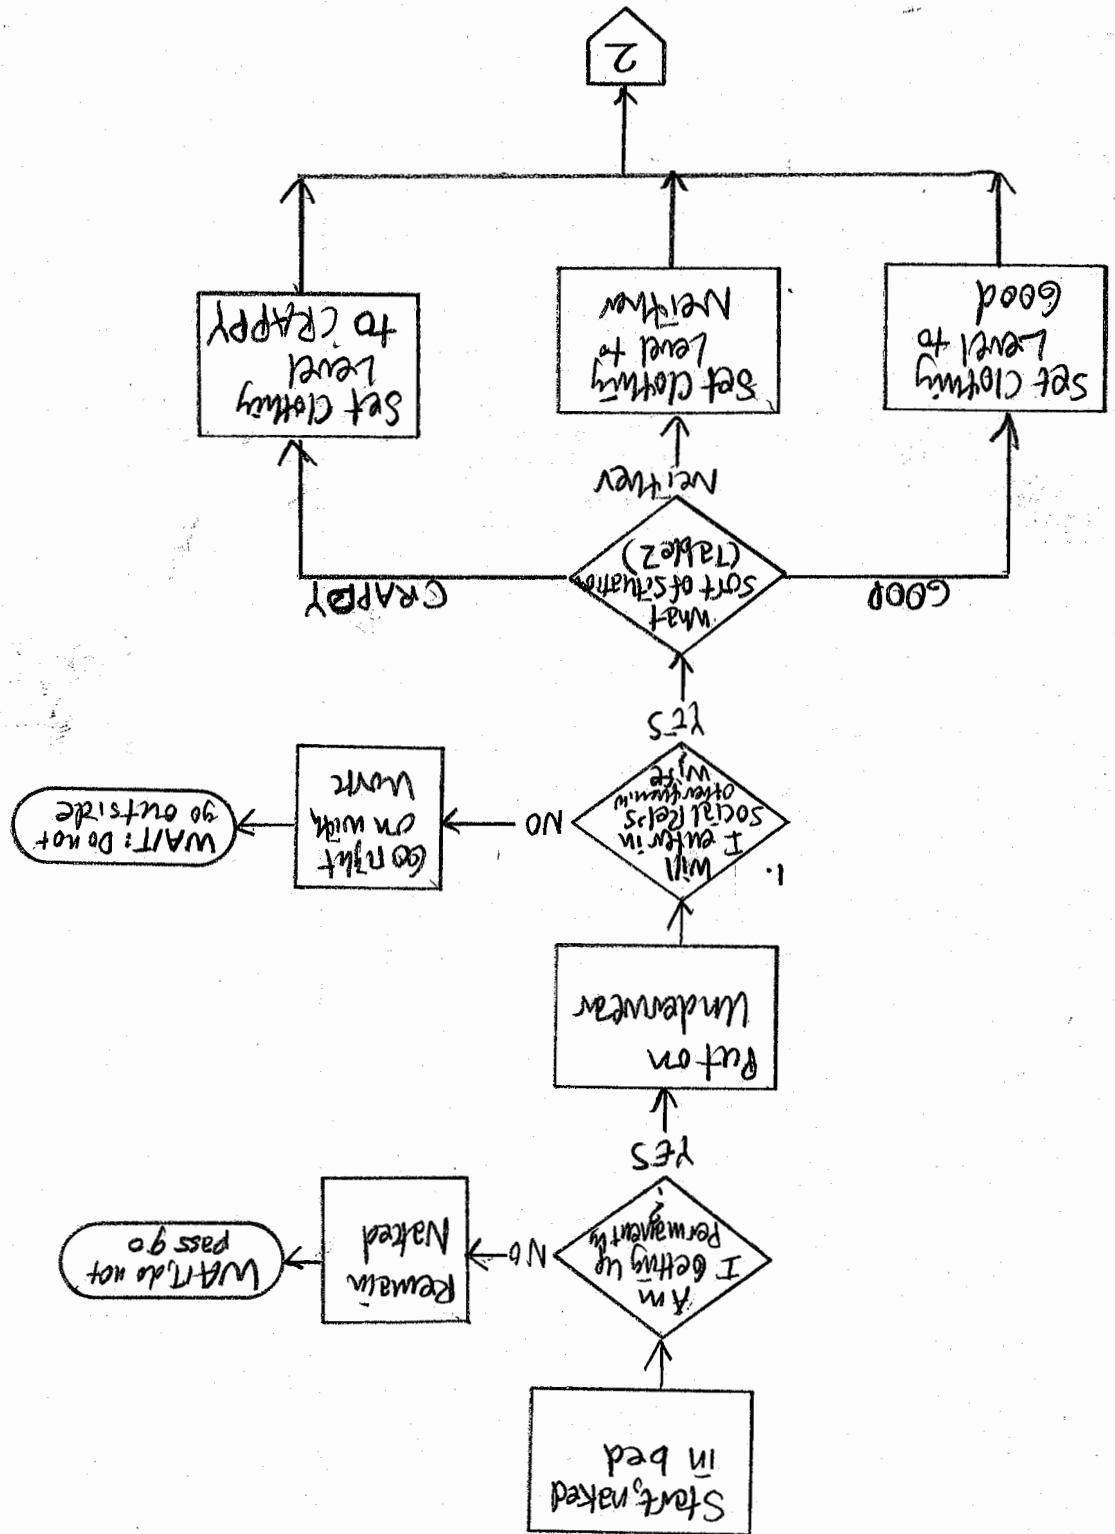 Start, naked
in bed
Am
I Getting up
Permanently
?
NO
Remain
Naked
WAIT, do not
pass go
YES
Put on
Underwear
1.
Will
I enter in
Social Rel's
other than w
Wife
?
NO
Go right
on with
Work
WAIT: Do not
go outside
YES
What
sort of situation
(Table 2)
GOOD
Neither
CRAPPY
Set Clothing
Level to
Good
Set Clothing
Level to
Neither
Set Clothing
Level
to CRAPPY
2